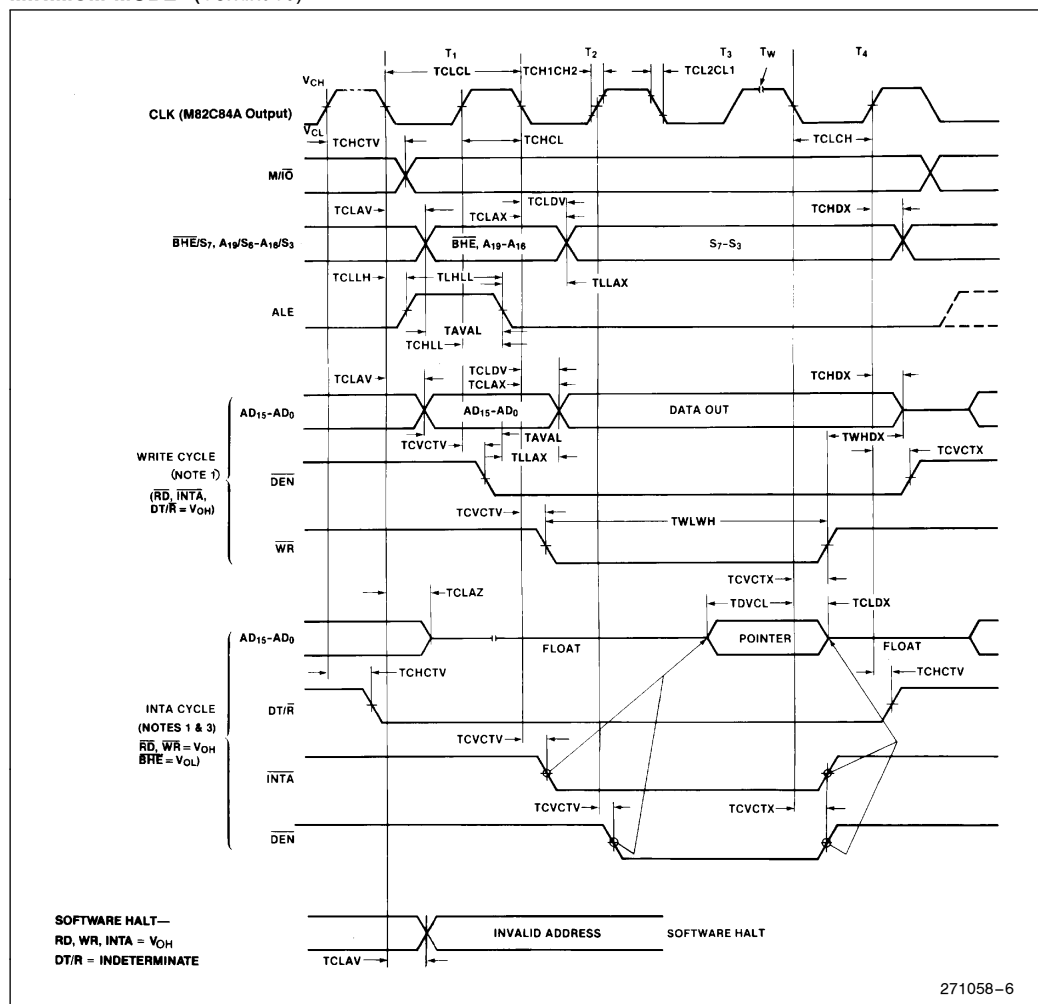 T1 T2 T3 TW T4
TCLCL TCH1CH2 TCL2CL1
VCH
CLK (M82C84A Output)
VCL
TCHCTV TCHCL TCLCH
M/IO
TCLDV
TCLAV TCLAX TCHDX
BHE/S7, A19/S6–A16/S3 BHE, A19–A16 S7–S3
TCLLH TLHLL TLLAX
ALE
TAVAL
TCHLL
TCLDV
TCLAV TCLAX TCHDX
AD15–AD0 AD15–AD0 DATA OUT
TAVAL TWHDX
TCVCTV TCVCTX
WRITE CYCLE
(NOTE 1)
(RD, INTA,
DT/R = VOH)
TLLAX
DEN
TCVCTV TWLWH
WR
TCVCTX
TCLAZ TDVCL TCLDX
AD15–AD0 FLOAT POINTER FLOAT
TCHCTV TCHCTV
INTA CYCLE
(NOTES 1 & 3)
RD, WR = VOH
BHE = VOL)
DT/R
TCVCTV
INTA
TCVCTV TCVCTX
DEN
SOFTWARE HALT—
RD, WR, INTA = VOH
DT/R = INDETERMINATE
INVALID ADDRESS SOFTWARE HALT
TCLAV
271058–6